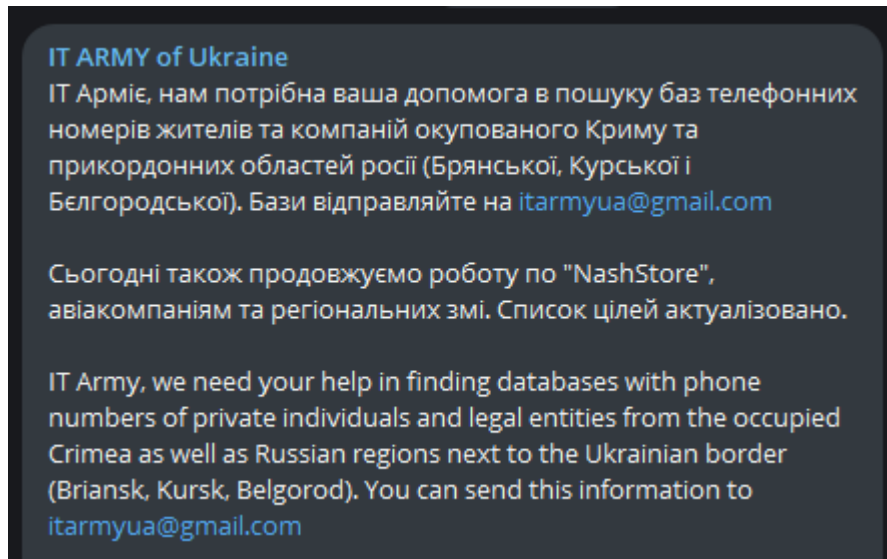 IT ARMY of Ukraine
ІТ Арміє, нам потрібна ваша допомога в пошуку баз телефонних
номерів жителів та компаній окупованого Криму та
прикордонних областей росії (Брянської, Курської і
Бєлгородської). Бази відправляйте на itarmyua@gmail.com
Сьогодні також продовжуємо роботу по "NashStore",
авіакомпаніям та регіональних змі. Список цілей актуалізовано.
IT Army, we need your help in finding databases with phone
numbers of private individuals and legal entities from the occupied
Crimea as well as Russian regions next to the Ukrainian border
(Briansk, Kursk, Belgorod). You can send this information to
itarmyua@gmail.com